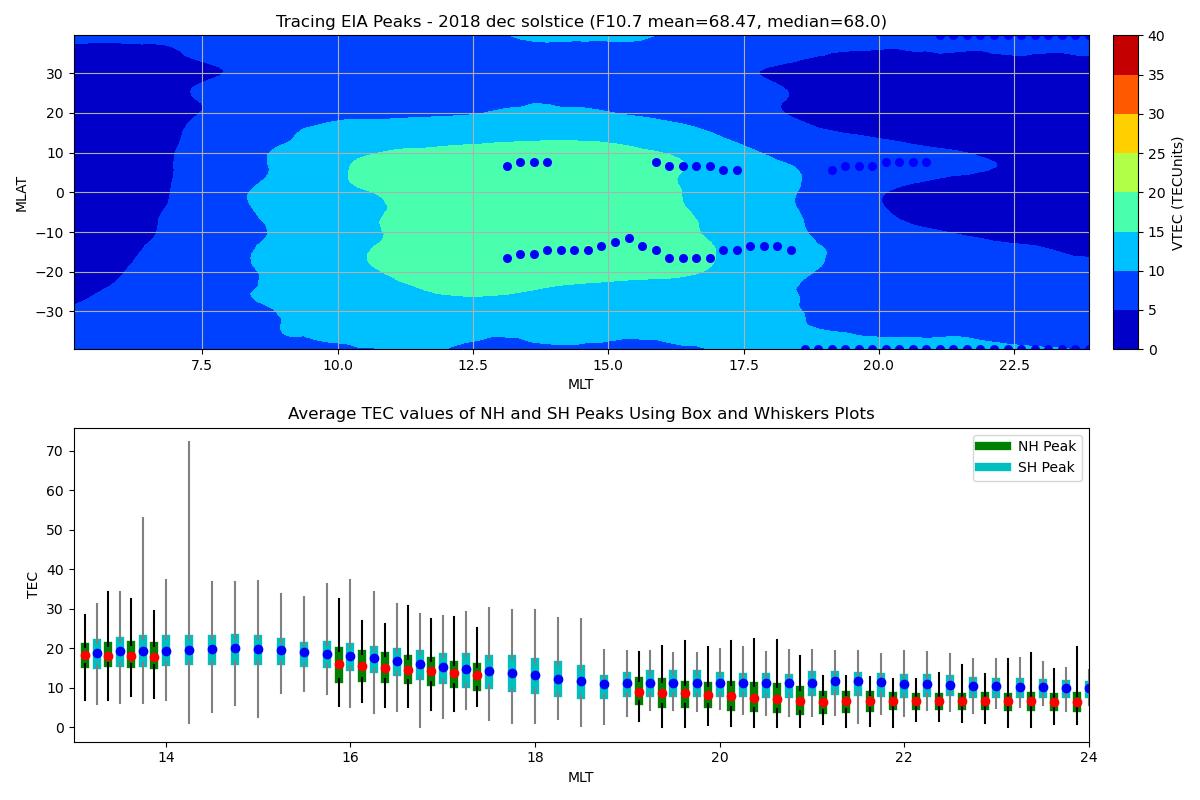 Tracing EIA Peaks - 2018 dec solstice (F10.7 mean=68.47, median=68.0)
MLAT
30
20
10
0
−10
−20
−30
7.5 10.0 12.5 15.0 17.5 20.0 22.5
MLT
40
35
30
25
20
15
10
5
0
VTEC (TECUnits)
Average TEC values of NH and SH Peaks Using Box and Whiskers Plots
TEC
70
60
50
40
30
20
10
0
NH Peak
SH Peak
14 16 18 20 22 24
MLT